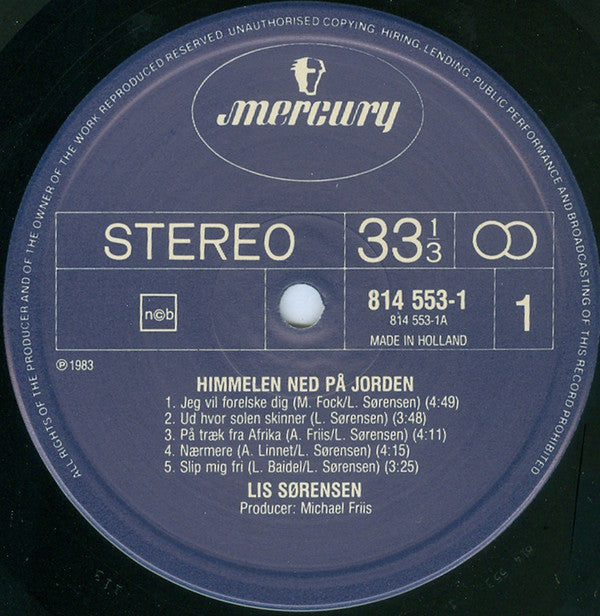 ALL RIGHTS OF THE PRODUCER AND OF THE OWNER OF THE WORK REPRODUCED RESERVED. UNAUTHORISED COPYING, HIRING, LENDING, PUBLIC PERFORMANCE AND BROADCASTING OF THIS RECORD PROHIBITED
mercury
STEREO 33 1/3
n©b
814 553-1 1
814 553-1A
MADE IN HOLLAND
℗ 1983
HIMMELEN NED PÅ JORDEN
1. Jeg vil forelske dig (M. Fock/L. Sørensen) (4:49)
2. Ud hvor solen skinner (L. Sørensen) (3:48)
3. På træk fra Afrika (A. Friis/L. Sørensen) (4:11)
4. Nærmere (A. Linnet/L. Sørensen) (4:15)
5. Slip mig fri (L. Baidel/L. Sørensen) (3:25)
LIS SØRENSEN
Producer: Michael Friis